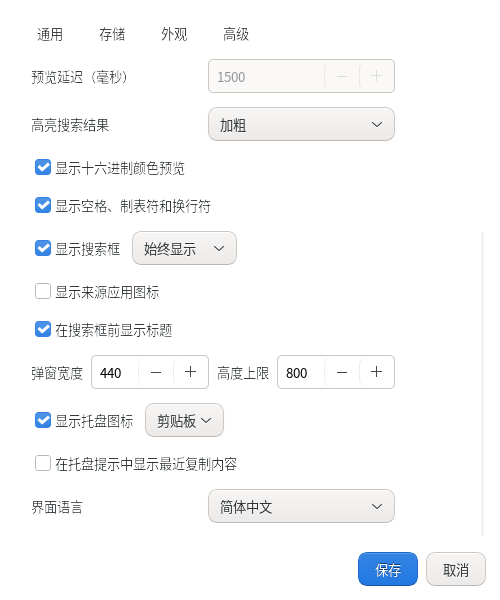 通用 存储 外观 高级
预览延迟（毫秒） 1500
高亮搜索结果 加粗
显示十六进制颜色预览
显示空格、制表符和换行符
显示搜索框 始终显示
显示来源应用图标
在搜索框前显示标题
弹窗宽度 440 高度上限 800
显示托盘图标 剪贴板
在托盘提示中显示最近复制内容
界面语言 简体中文
保存 取消